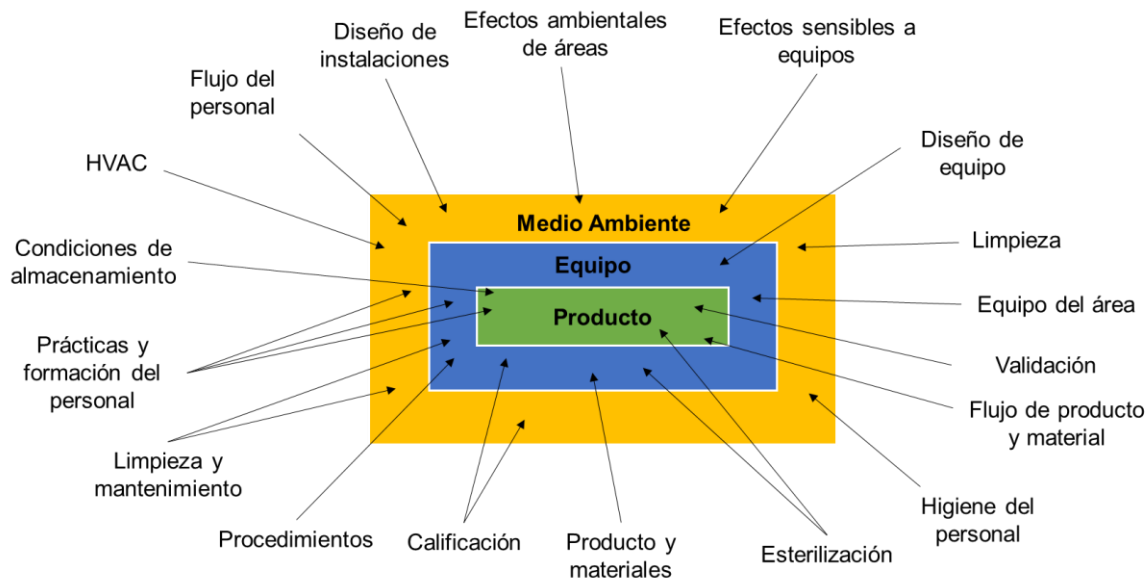 Efectos ambientales
de áreas
Efectos sensibles a
equipos
Diseño de
instalaciones
Flujo del
personal
Diseño de
equipo
HVAC
Medio Ambiente
Limpieza
Condiciones de
almacenamiento
Equipo
Equipo del área
Producto
Prácticas y
formación del
personal
Validación
Flujo de producto
y material
Limpieza y
mantenimiento
Higiene del
personal
Procedimientos
Calificación
Producto y
materiales
Esterilización